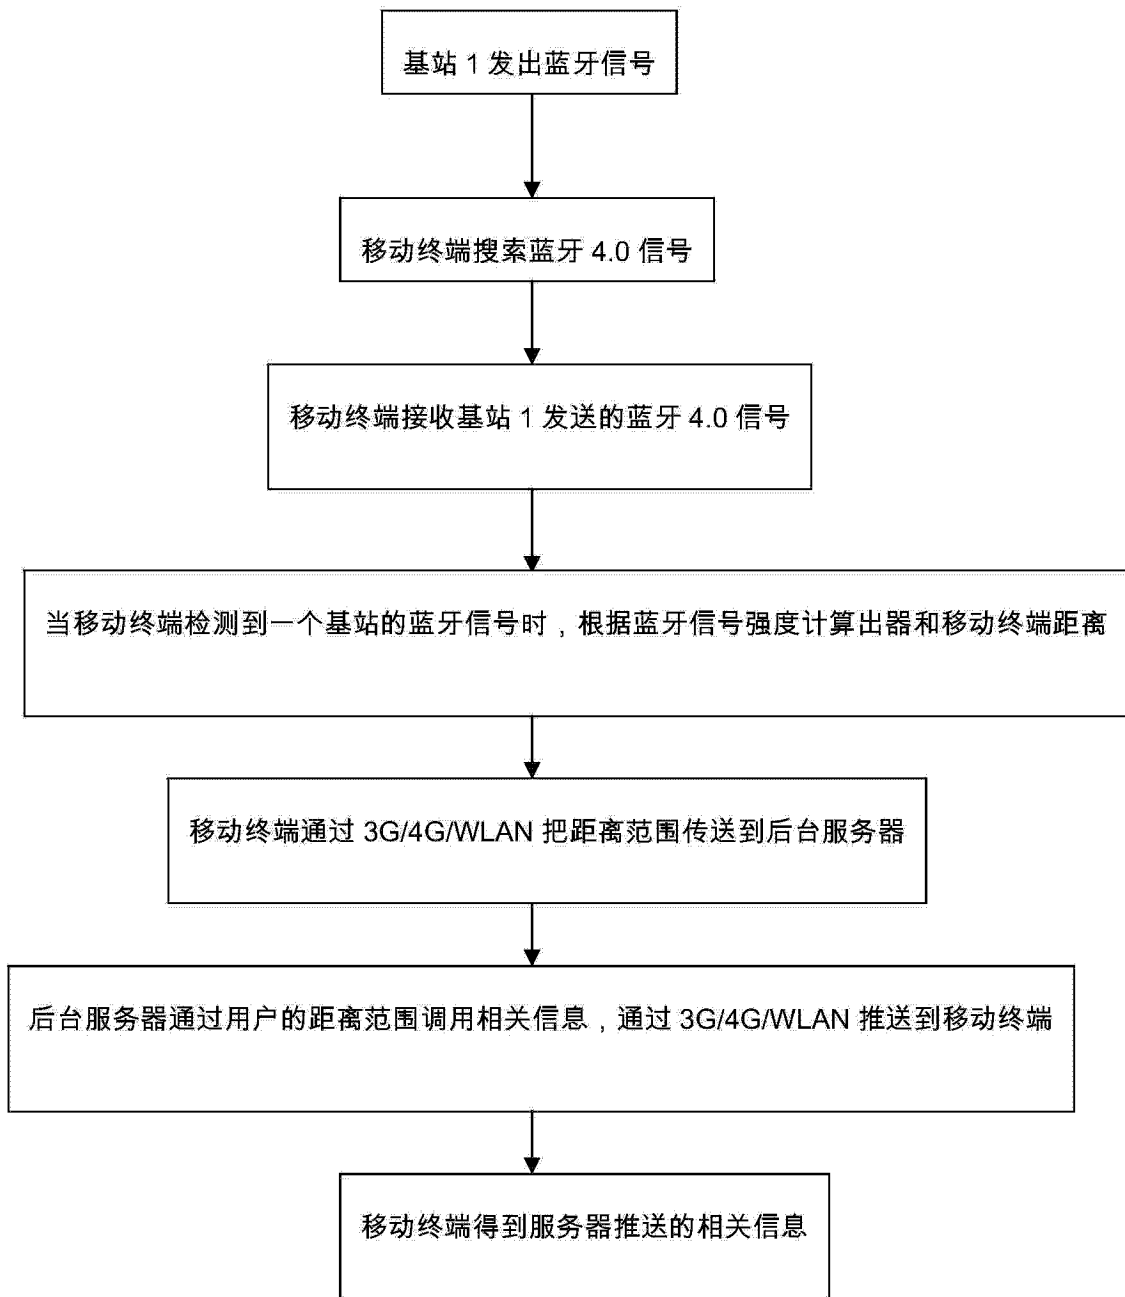 基站 1 发出蓝牙信号
移动终端搜索蓝牙 4.0 信号
移动终端接收基站 1 发送的蓝牙 4.0 信号
当移动终端检测到一个基站的蓝牙信号时，根据蓝牙信号强度计算出器和移动终端距离
移动终端通过 3G/4G/WLAN 把距离范围传送到后台服务器
后台服务器通过用户的距离范围调用相关信息，通过 3G/4G/WLAN 推送到移动终端
移动终端得到服务器推送的相关信息